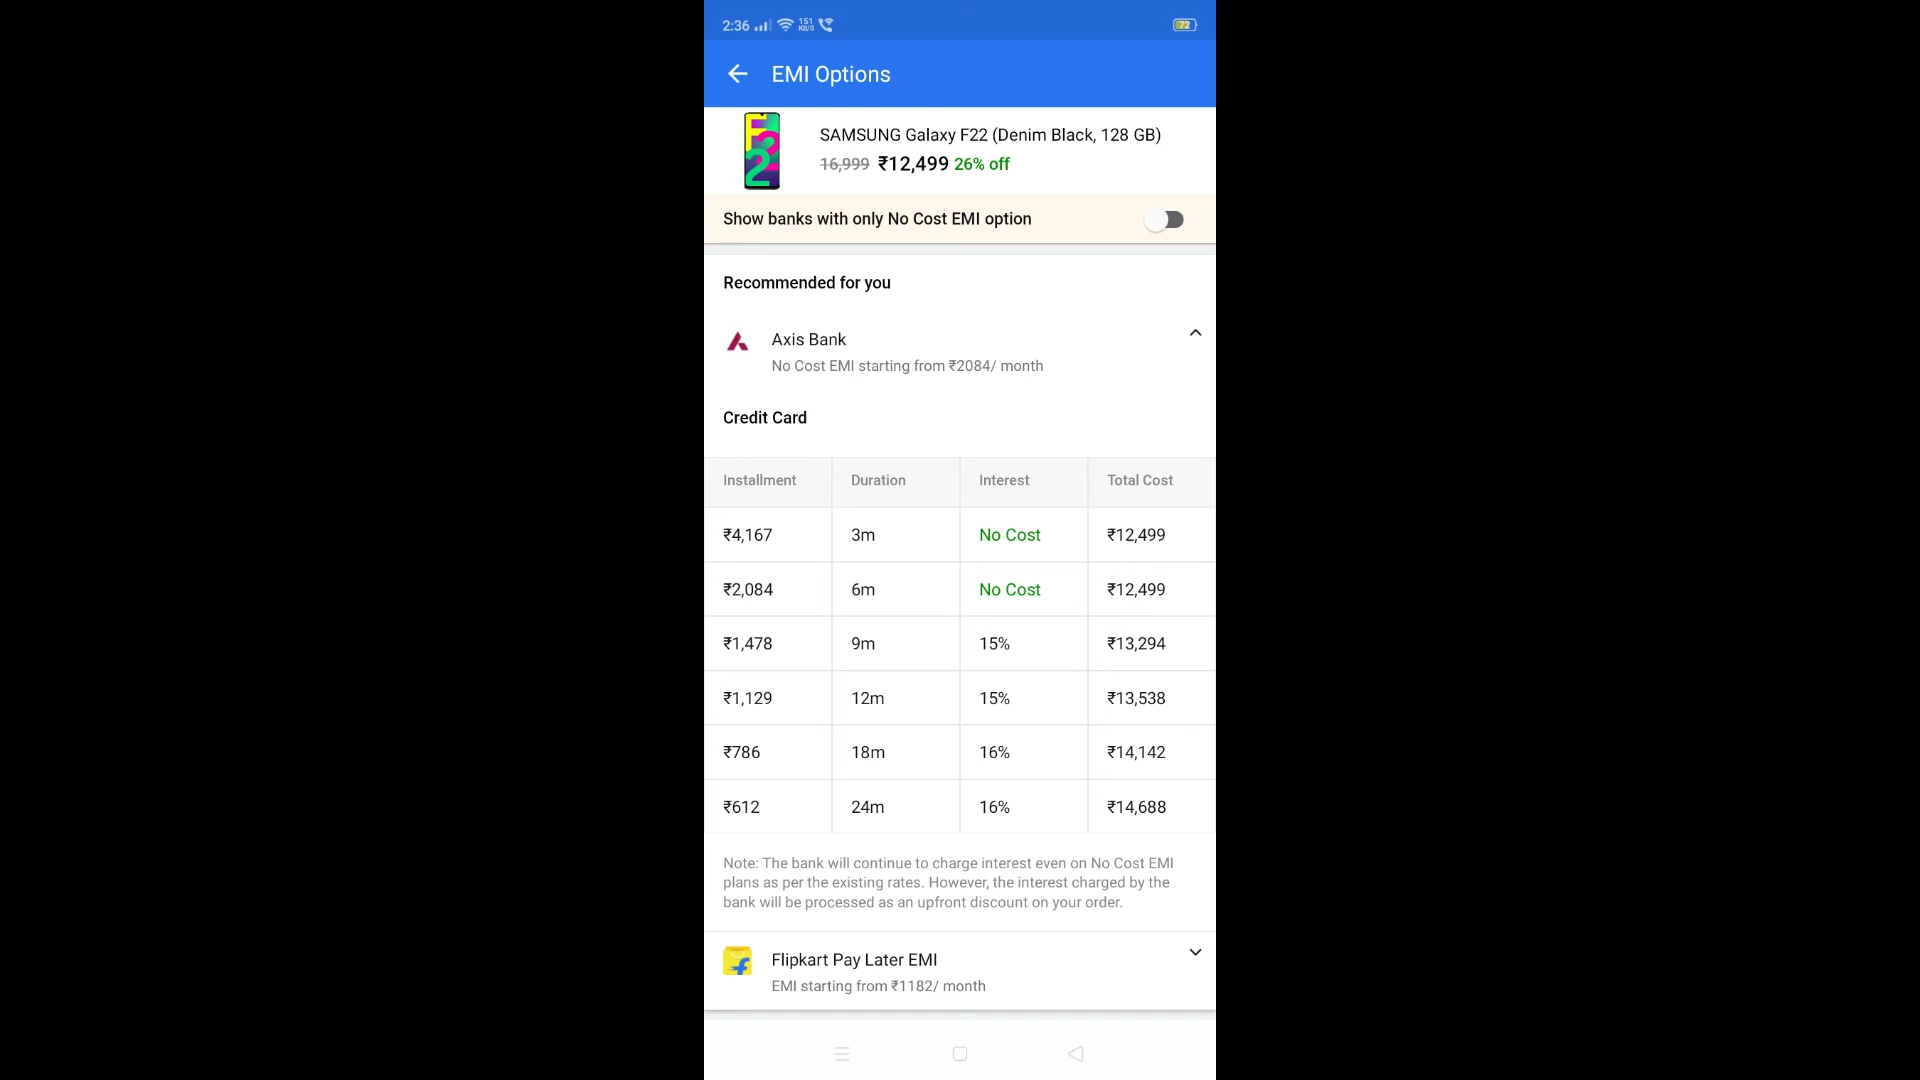 2:36 151 KB/S 72
EMI Options
F22
SAMSUNG Galaxy F22 (Denim Black, 128 GB)
16,999 ₹12,499 26% off
Show banks with only No Cost EMI option
Recommended for you
Axis Bank
No Cost EMI starting from ₹2084/ month
Credit Card
Installment Duration Interest Total Cost
₹4,167 3m No Cost ₹12,499
₹2,084 6m No Cost ₹12,499
₹1,478 9m 15% ₹13,294
₹1,129 12m 15% ₹13,538
₹786 18m 16% ₹14,142
₹612 24m 16% ₹14,688
Note: The bank will continue to charge interest even on No Cost EMI
plans as per the existing rates. However, the interest charged by the
bank will be processed as an upfront discount on your order.
Flipkart Pay Later EMI
EMI starting from ₹1182/ month